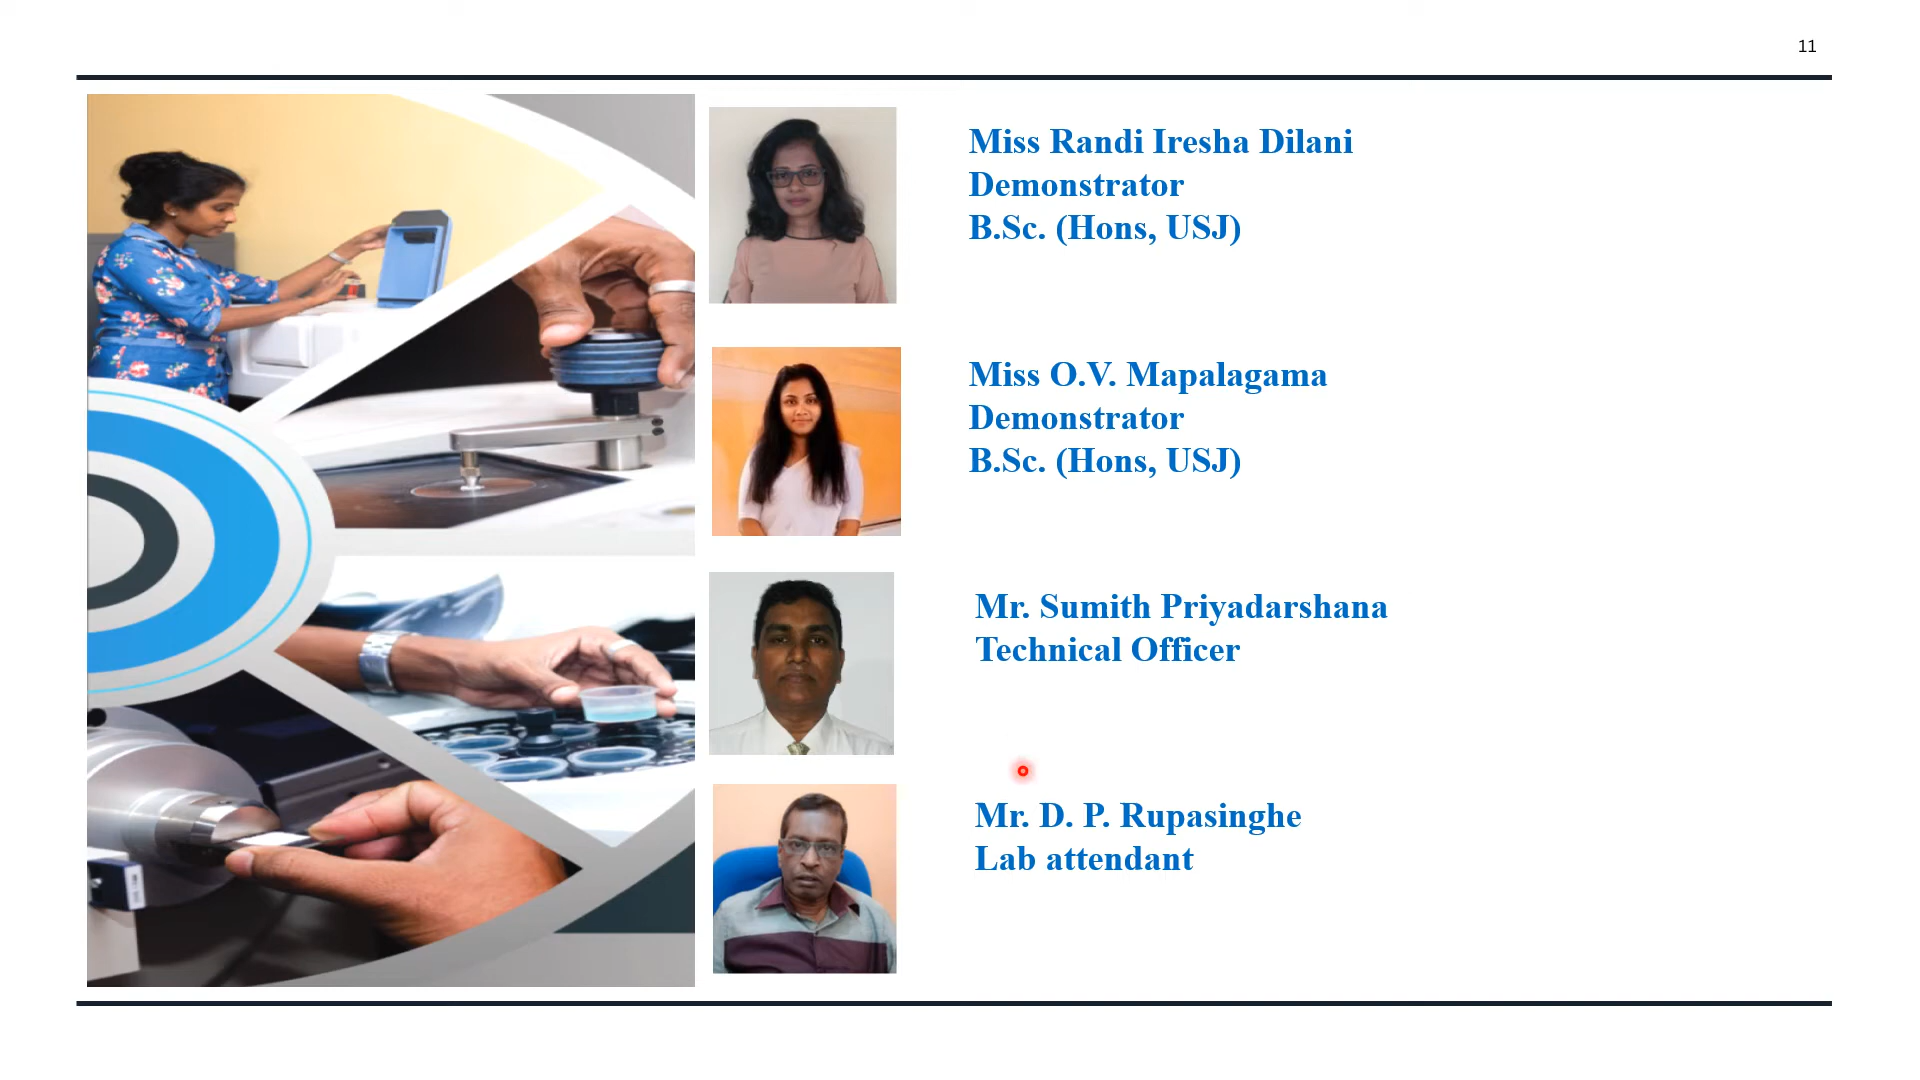 11
Miss Randi Iresha Dilani
Demonstrator
B.Sc. (Hons, USJ)
Miss O.V. Mapalagama
Demonstrator
B.Sc. (Hons, USJ)
Mr. Sumith Priyadarshana
Technical Officer
Mr. D. P. Rupasinghe
Lab attendant